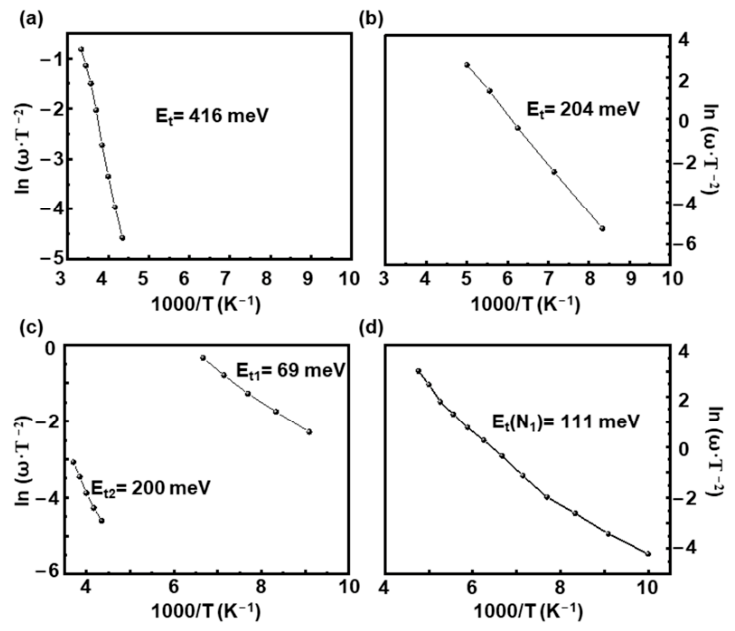 (a)
(b)
−1
−2
−3
−4
−5
ln (ω·T⁻²)
Eₜ= 416 meV
3 4 5 6 7 8 9 10
1000/T (K⁻¹)
4
2
0
−2
−4
−6
ln (ω·T⁻²)
Eₜ= 204 meV
3 4 5 6 7 8 9 10
1000/T (K⁻¹)
(c)
(d)
0
−2
−4
−6
ln (ω·T⁻²)
Eₜ₁= 69 meV
Eₜ₂= 200 meV
4 6 8 10
1000/T (K⁻¹)
4
2
0
−2
−4
ln (ω·T⁻²)
Eₜ(N₁)= 111 meV
4 6 8 10
1000/T (K⁻¹)